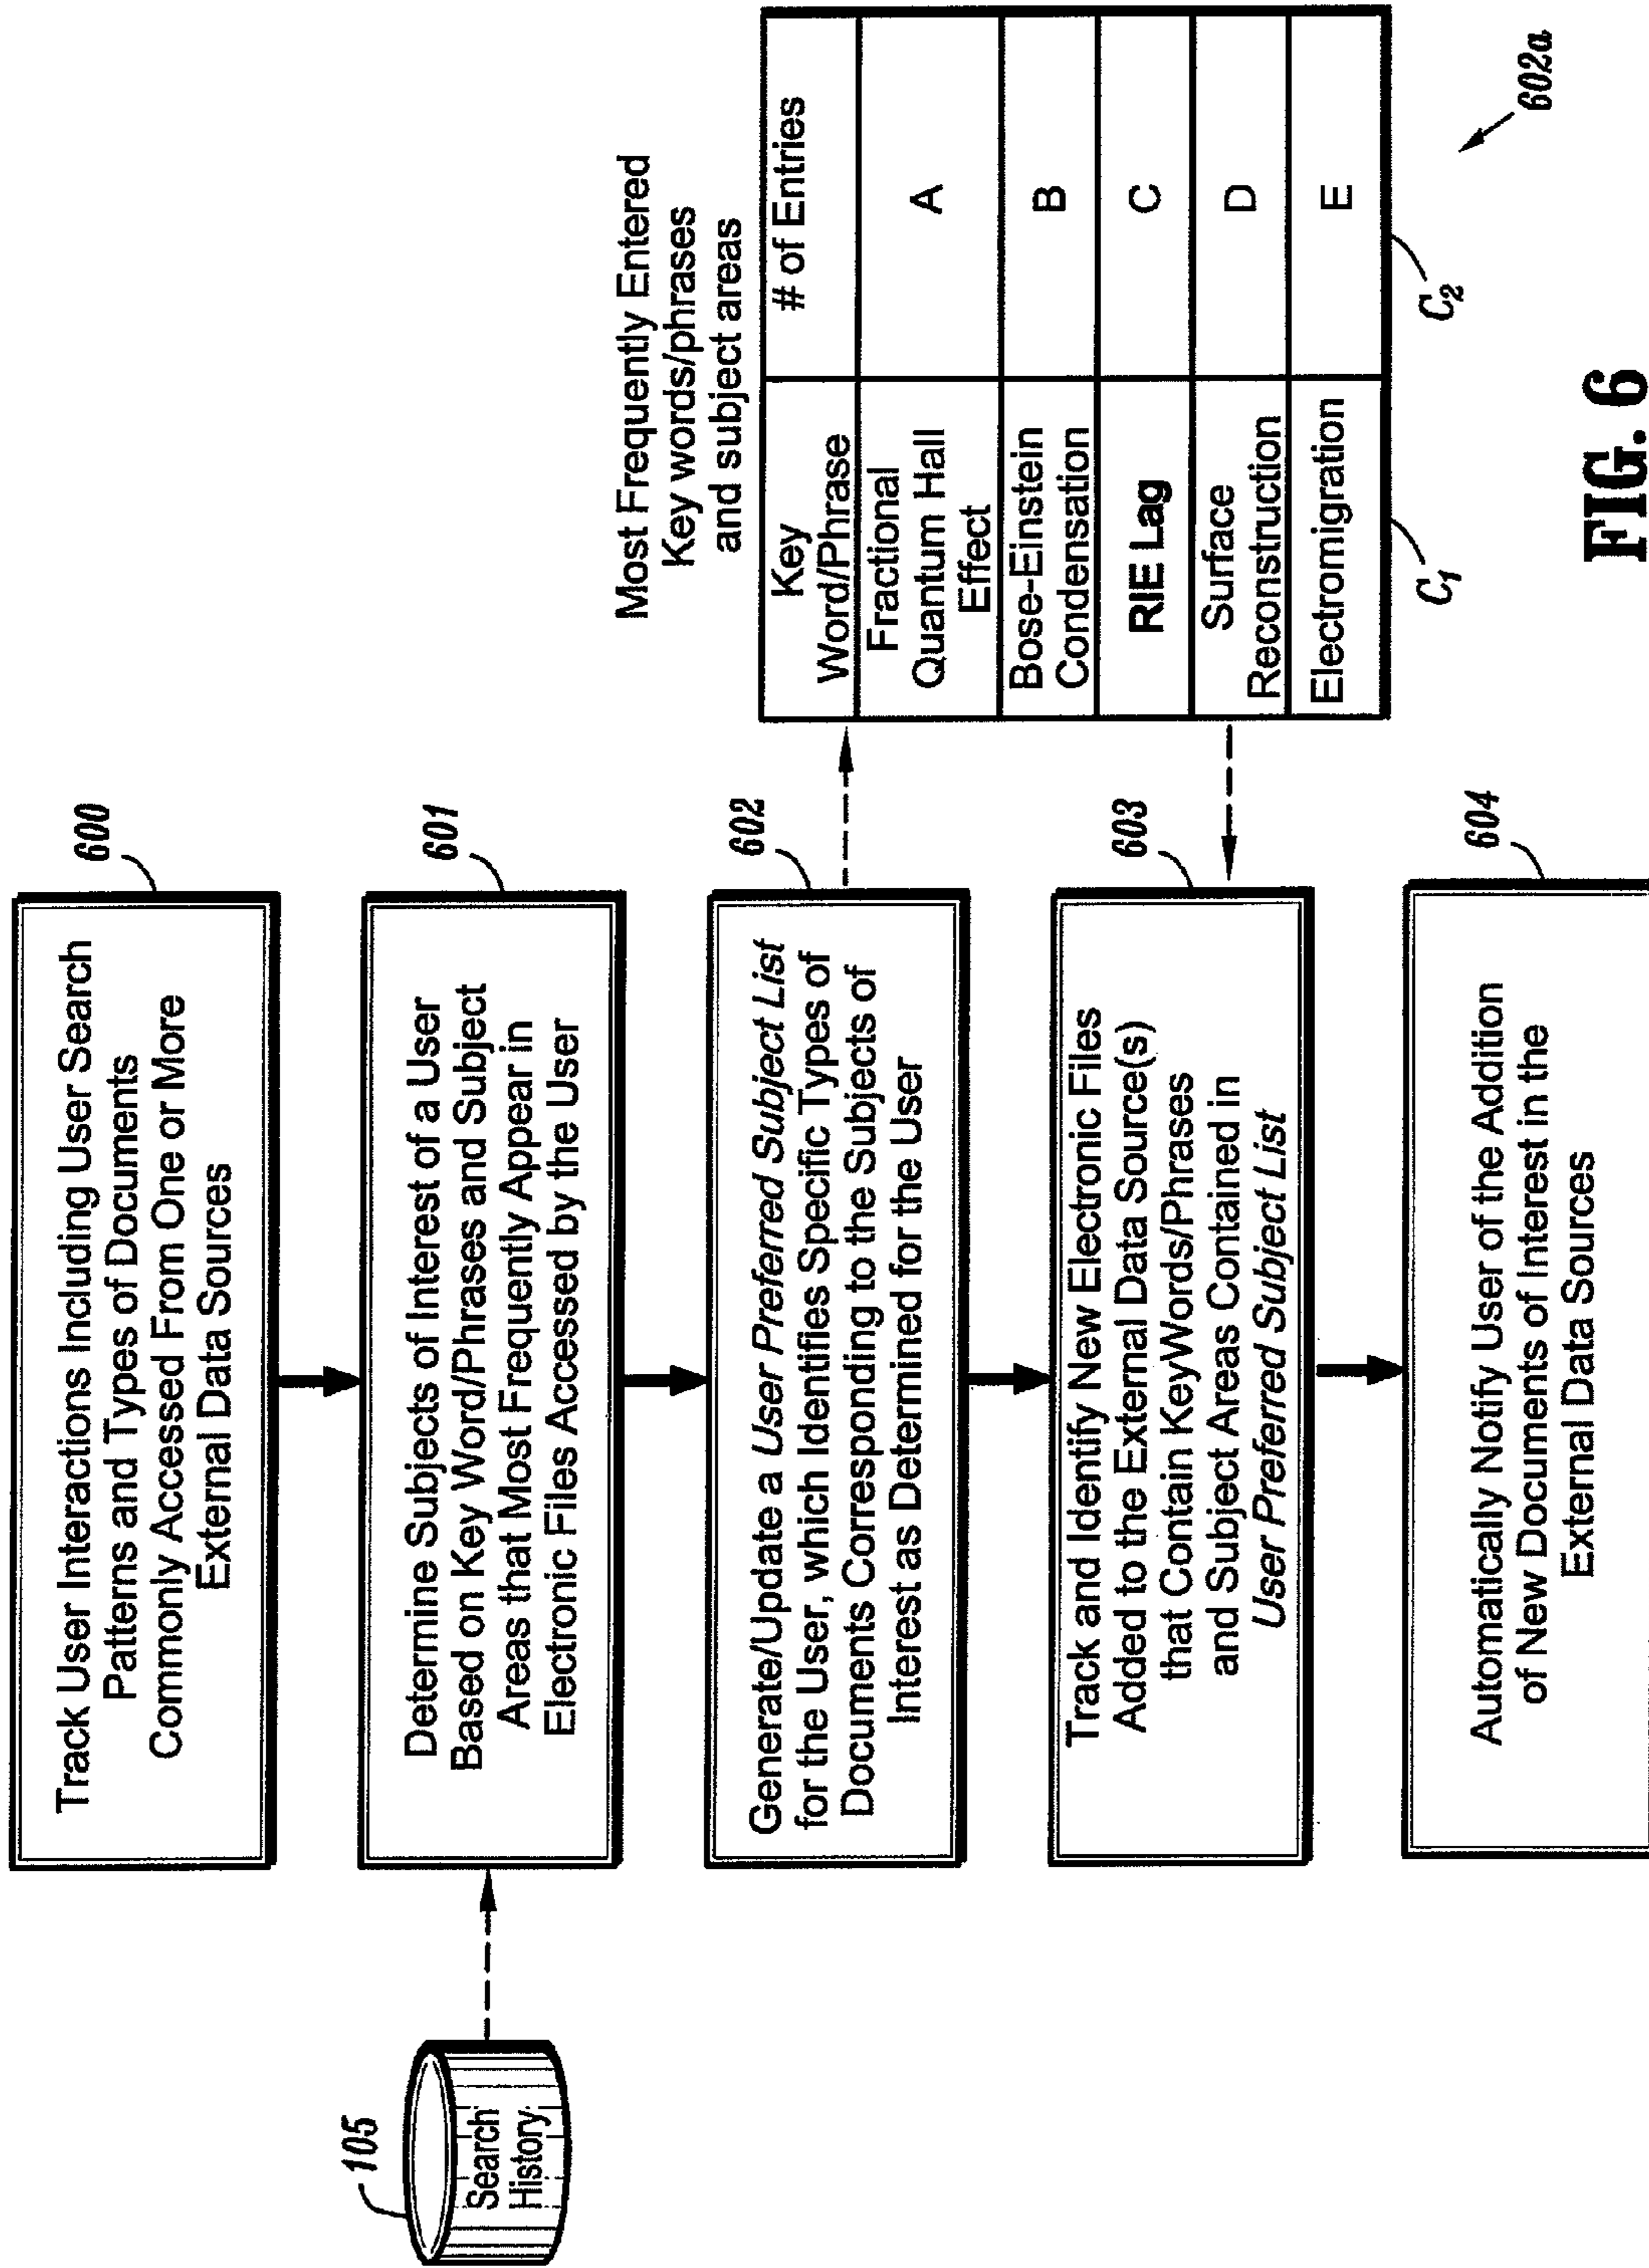 600
Track User Interactions Including User Search
Patterns and Types of Documents
Commonly Accessed From One or More
External Data Sources
105
Search
History
601
Determine Subjects of Interest of a User
Based on Key Word/Phrases and Subject
Areas that Most Frequently Appear in
Electronic Files Accessed by the User
602
Generate/Update a User Preferred Subject List
for the User, which Identifies Specific Types of
Documents Corresponding to the Subjects of
Interest as Determined for the User
603
Track and Identify New Electronic Files
Added to the External Data Source(s)
that Contain KeyWords/Phrases
and Subject Areas Contained in
User Preferred Subject List
604
Automatically Notify User of the Addition
of New Documents of Interest in the
External Data Sources
Most Frequently Entered
Key words/phrases
and subject areas
Key
Word/Phrase
# of Entries
Fractional
Quantum Hall
Effect
A
Bose-Einstein
Condensation
B
RIE Lag
C
Surface
Reconstruction
D
Electromigration
E
C1
C2
602a
FIG. 6